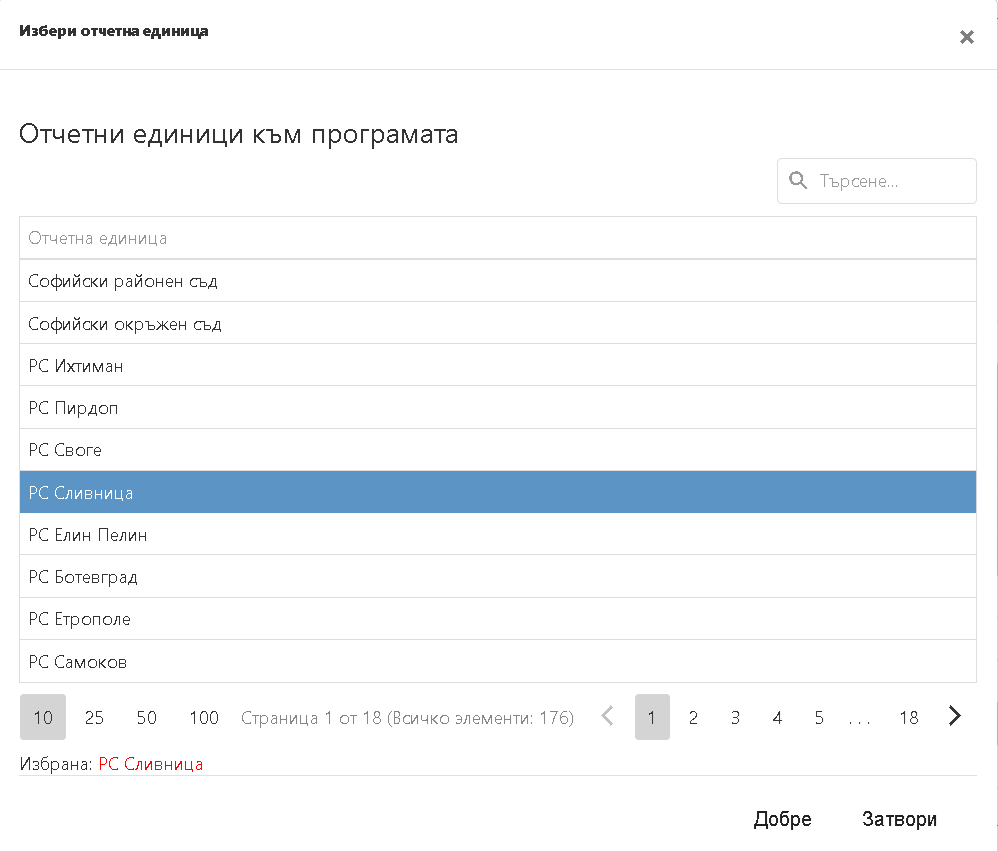 Избери отчетна единица
Отчетни единици към програмата
Търсене...
Отчетна единица
Софийски районен съд
Софийски окръжен съд
РС Ихтиман
РС Пирдоп
РС Своге
РС Сливница
РС Елин Пелин
РС Ботевград
РС Етрополе
РС Самоков
10 25 50 100 Страница 1 от 18 (Всичко елементи: 176) 1 2 3 4 5 ... 18
Избрана: РС Сливница
Добре Затвори